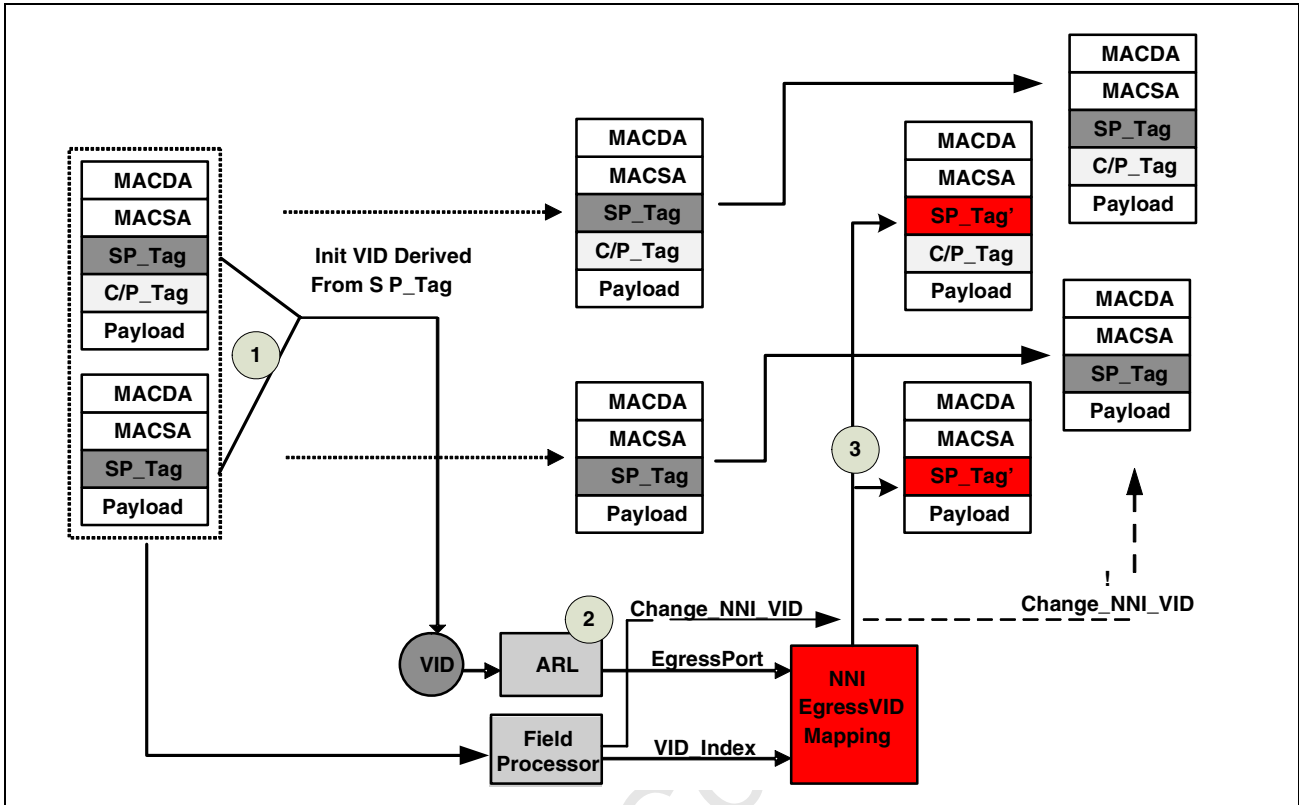 MACDA
MACSA
SP_Tag
C/P_Tag
Payload
MACDA
MACSA
SP_Tag
Payload
1
Init VID Derived
From S P_Tag
MACDA
MACSA
SP_Tag
C/P_Tag
Payload
MACDA
MACSA
SP_Tag
Payload
MACDA
MACSA
SP_Tag'
C/P_Tag
Payload
MACDA
MACSA
SP_Tag'
Payload
3
MACDA
MACSA
SP_Tag
C/P_Tag
Payload
MACDA
MACSA
SP_Tag
Payload
!
Change_NNI_VID
2
Change_NNI_VID
VID
ARL
EgressPort
Field
Processor
VID_Index
NNI
EgressVID
Mapping